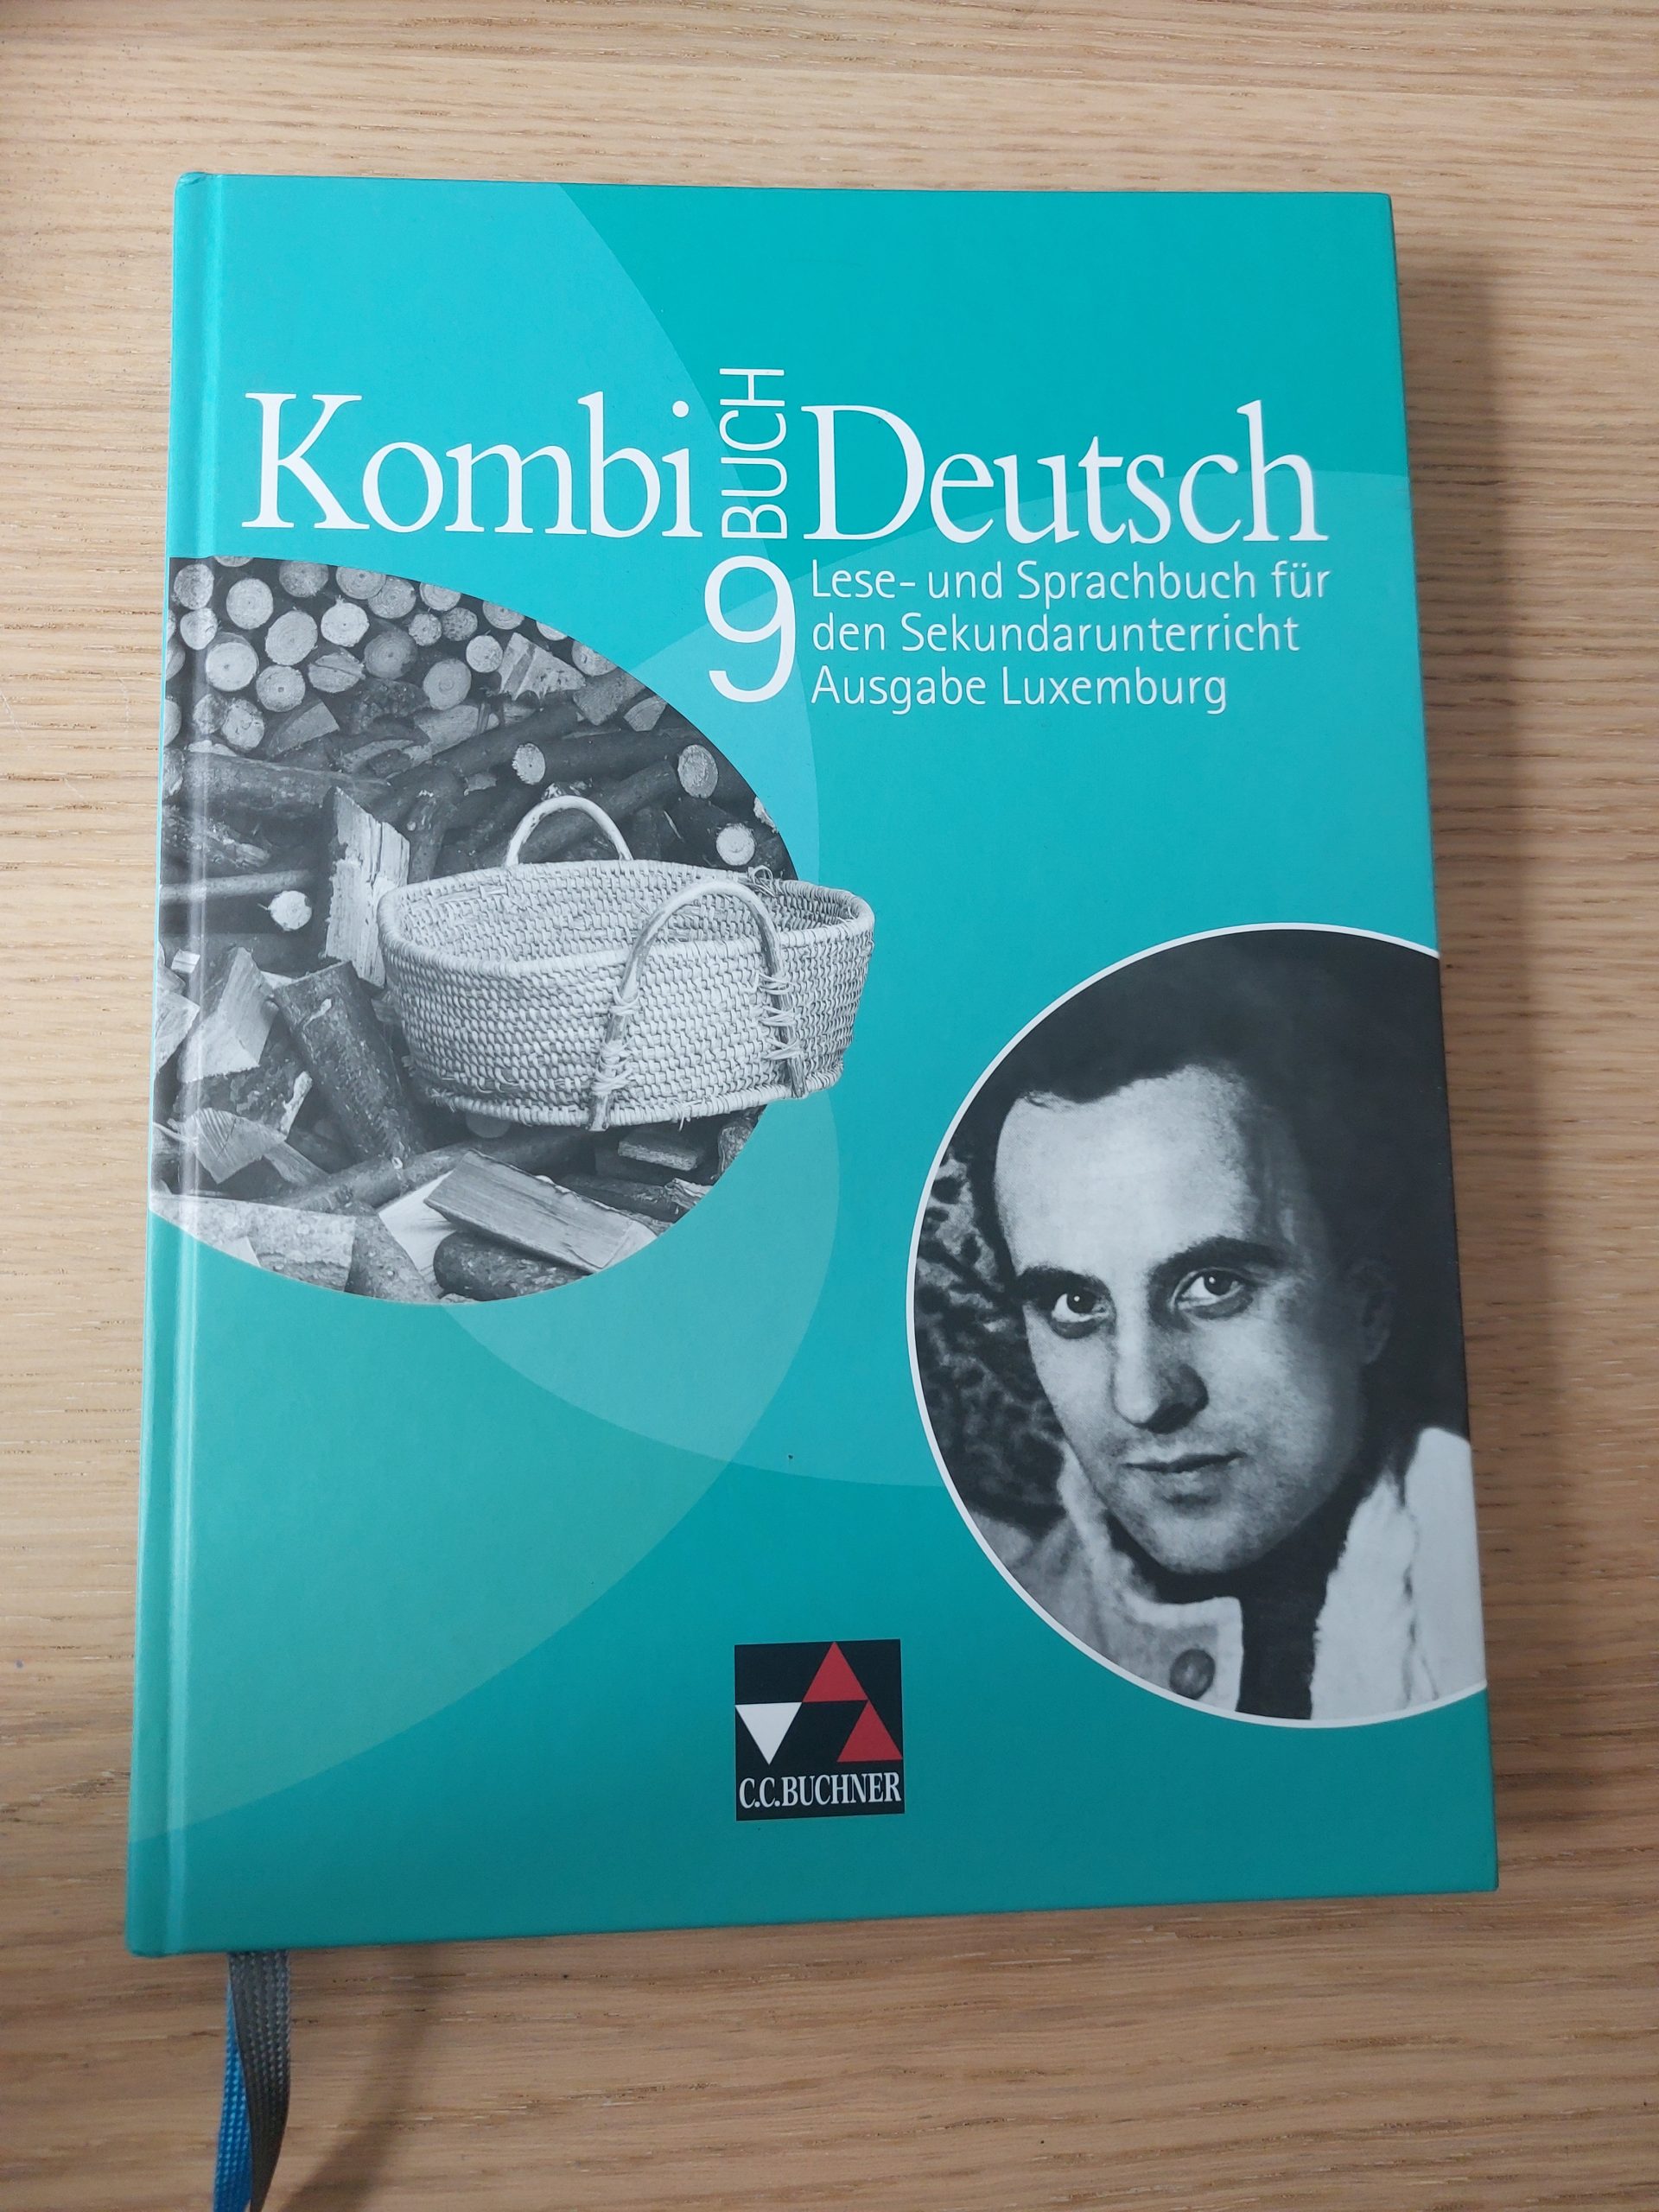 Kombi BUCH Deutsch
9
Lese- und Sprachbuch für
den Sekundarunterricht
Ausgabe Luxemburg
C.C.BUCHNER